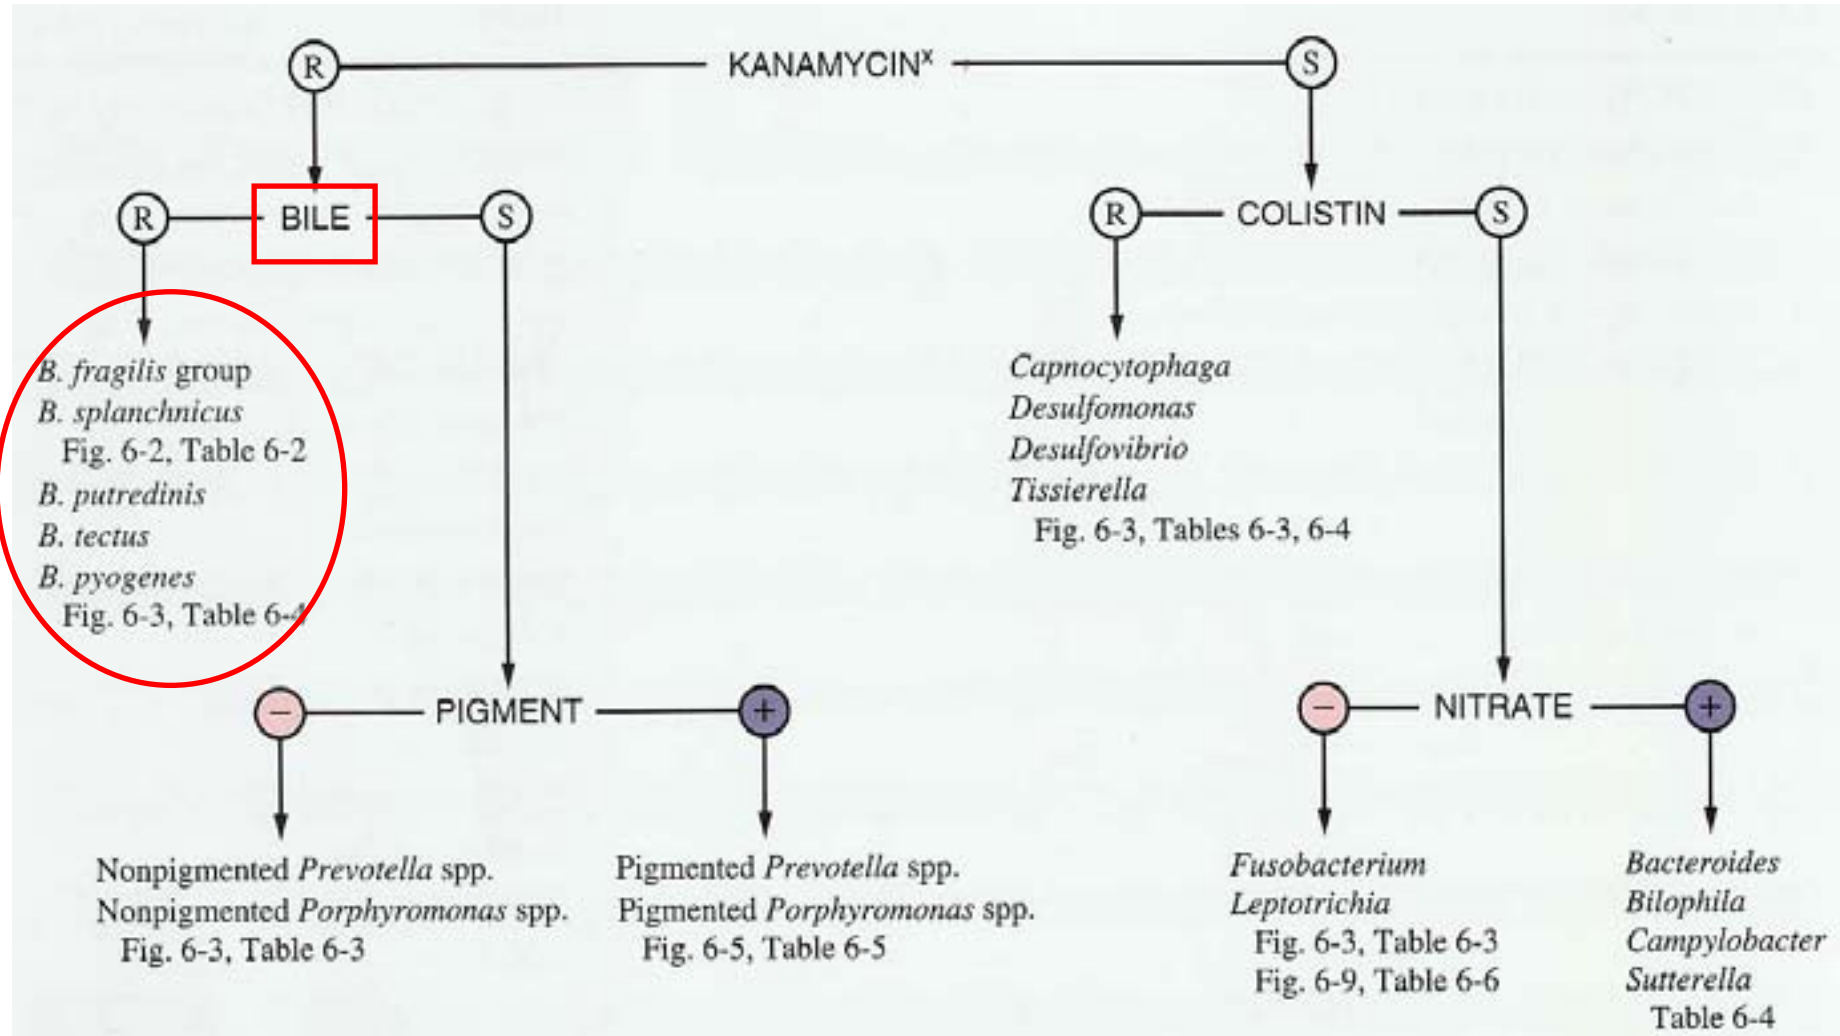 R
KANAMYCINˣ
S
R
BILE
S
R
COLISTIN
S
B. fragilis group
B. splanchnicus
Fig. 6-2, Table 6-2
B. putredinis
B. tectus
B. pyogenes
Fig. 6-3, Table 6-4
Capnocytophaga
Desulfomonas
Desulfovibrio
Tissierella
Fig. 6-3, Tables 6-3, 6-4
−
PIGMENT
+
−
NITRATE
+
Nonpigmented Prevotella spp.
Nonpigmented Porphyromonas spp.
Fig. 6-3, Table 6-3
Pigmented Prevotella spp.
Pigmented Porphyromonas spp.
Fig. 6-5, Table 6-5
Fusobacterium
Leptotrichia
Fig. 6-3, Table 6-3
Fig. 6-9, Table 6-6
Bacteroides
Bilophila
Campylobacter
Sutterella
Table 6-4